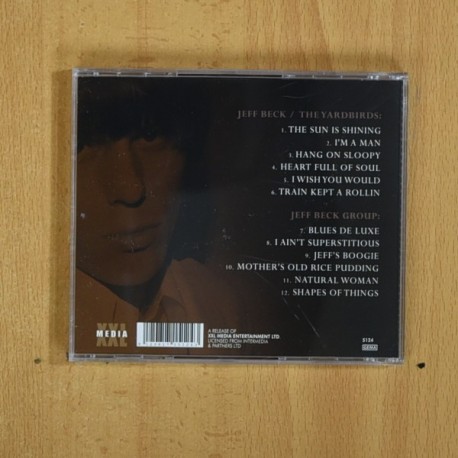 JEFF BECK / THE YARDBIRDS:
1. THE SUN IS SHINING
2. I'M A MAN
3. HANG ON SLOOPY
4. HEART FULL OF SOUL
5. I WISH YOU WOULD
6. TRAIN KEPT A ROLLIN
JEFF BECK GROUP:
7. BLUES DE LUXE
8. I AIN'T SUPERSTITIOUS
9. JEFF'S BOOGIE
10. MOTHER'S OLD RICE PUDDING
11. NATURAL WOMAN
12. SHAPES OF THINGS
XXL
MEDIA
A RELEASE OF
XXL MEDIA ENTERTAINMENT LTD
LICENSED FROM INTERMEDIA
& PARTNERS LTD
3124
GEMA